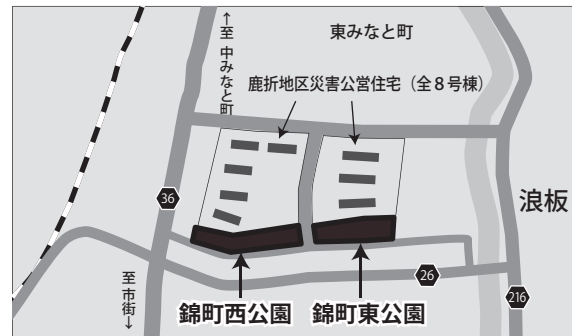 ←至 中みなと町
東みなと町
鹿折地区災害公営住宅（全８号棟）
36
浪板
26
216
至 市街→
錦町西公園
錦町東公園